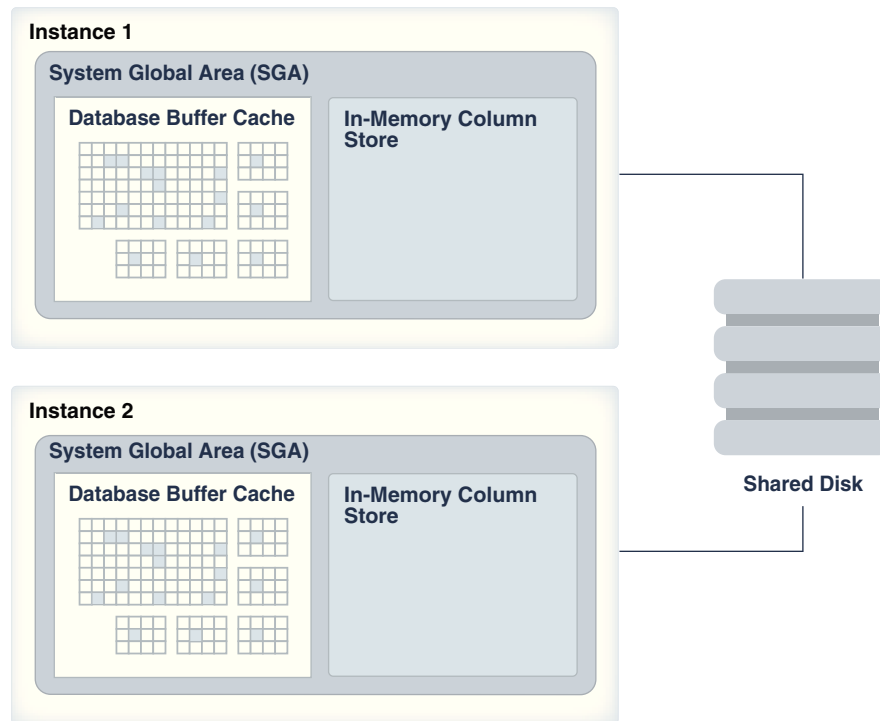 Instance 1
System Global Area (SGA)
Database Buffer Cache
In-Memory Column
Store
Instance 2
System Global Area (SGA)
Database Buffer Cache
In-Memory Column
Store
Shared Disk